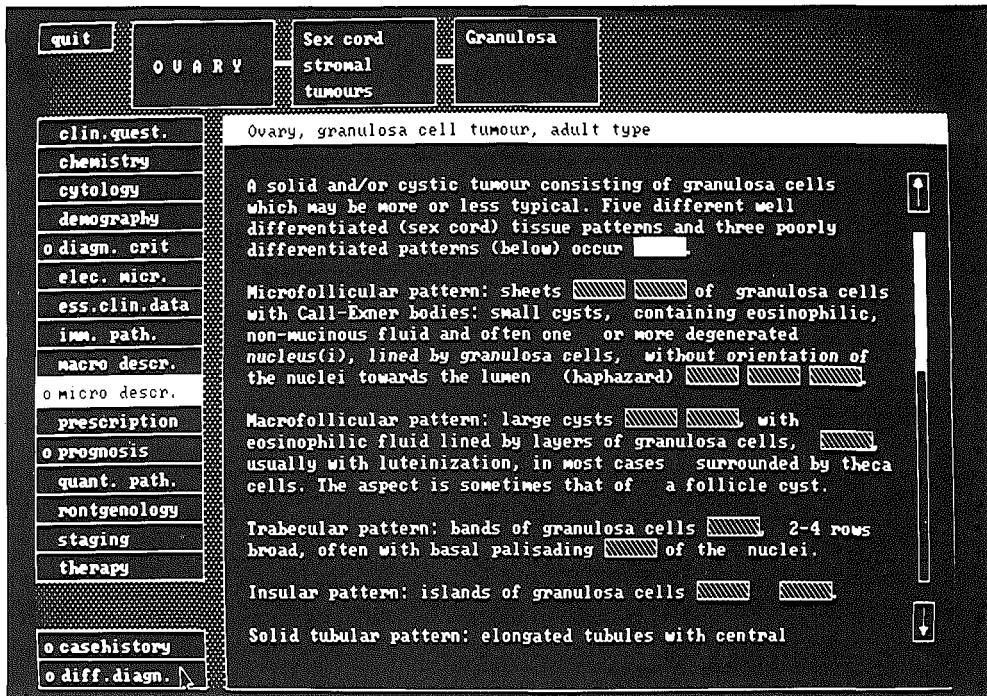 quit
O V A R Y
Sex cord
stromal
tumours
Granulosa
clin.quest.
chemistry
cytology
demography
o diagn. crit
elec. micr.
ess.clin.data
imm. path.
macro descr.
o micro descr.
prescription
o prognosis
quant. path.
rontgenology
staging
therapy
o casehistory
o diff.diagn.
Ovary, granulosa cell tumour, adult type
A solid and/or cystic tumour consisting of granulosa cells
which may be more or less typical. Five different well
differentiated (sex cord) tissue patterns and three poorly
differentiated patterns (below) occur .
Microfollicular pattern: sheets of granulosa cells
with Call-Exner bodies: small cysts, containing eosinophilic,
non-mucinous fluid and often one or more degenerated
nucleus(i), lined by granulosa cells, without orientation of
the nuclei towards the lumen (haphazard) .
Macrofollicular pattern: large cysts , with
eosinophilic fluid lined by layers of granulosa cells, ,
usually with luteinization, in most cases surrounded by theca
cells. The aspect is sometimes that of a follicle cyst.
Trabecular pattern: bands of granulosa cells , 2-4 rows
broad, often with basal palisading of the nuclei.
Insular pattern: islands of granulosa cells .
Solid tubular pattern: elongated tubules with central